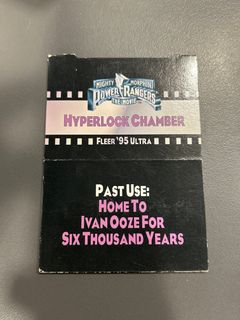 MIGHTY MORPHIN
POWER RANGERS
THE MOVIE
HYPERLOCK CHAMBER
FLEER '95 ULTRA
PAST USE:
HOME TO
IVAN OOZE FOR
SIX THOUSAND YEARS